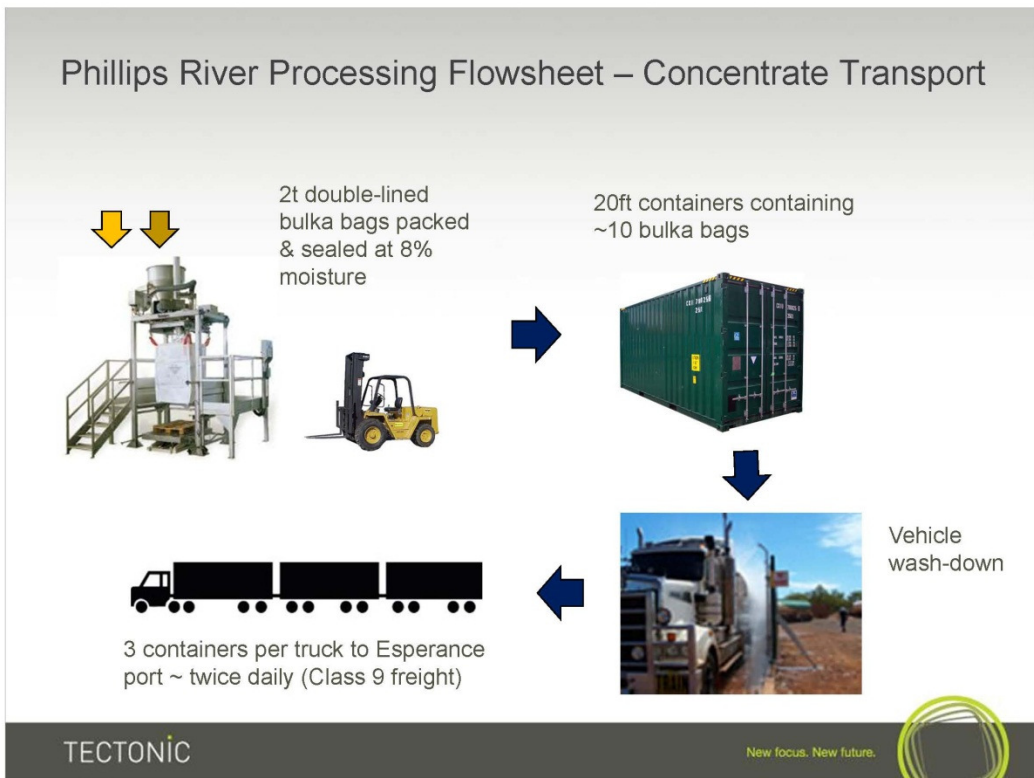 Phillips River Processing Flowsheet – Concentrate Transport
2t double-lined
bulka bags packed
& sealed at 8%
moisture
20ft containers containing
~10 bulka bags
Vehicle
wash-down
3 containers per truck to Esperance
port ~ twice daily (Class 9 freight)
TECTONIC
New focus. New future.